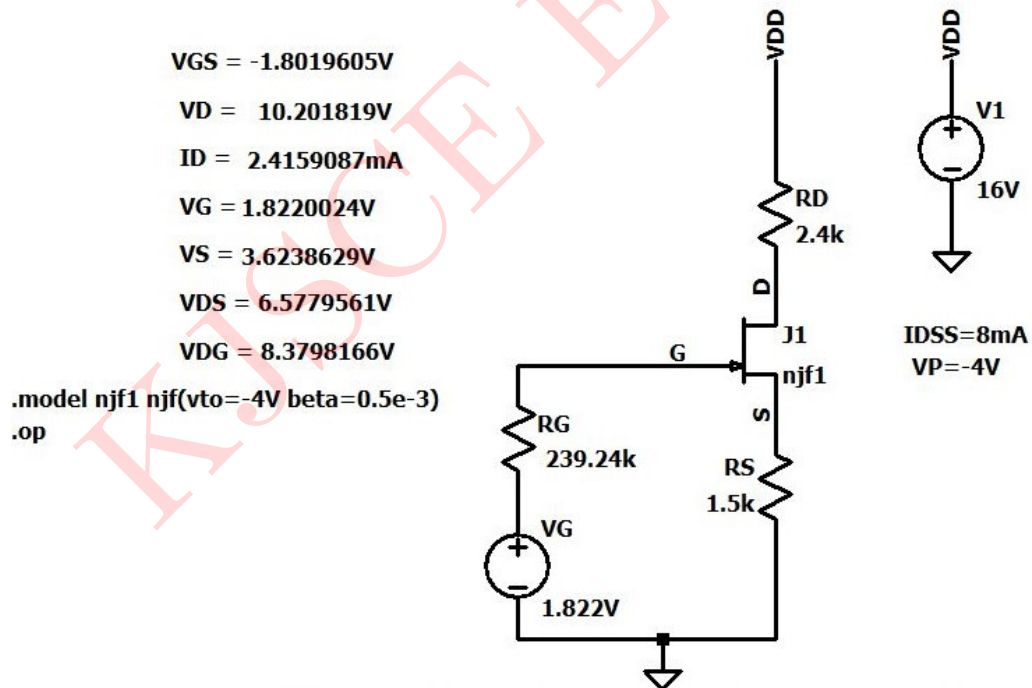 VGS = -1.8019605V
VD = 10.201819V
ID = 2.4159087mA
VG = 1.8220024V
VS = 3.6238629V
VDS = 6.5779561V
VDG = 8.3798166V
.model njf1 njf(vto=-4V beta=0.5e-3)
.op
VDD
RD
2.4k
D
J1
njf1
G
S
RG
239.24k
VG
1.822V
RS
1.5k
VDD
V1
16V
IDSS=8mA
VP=-4V
KJSCE